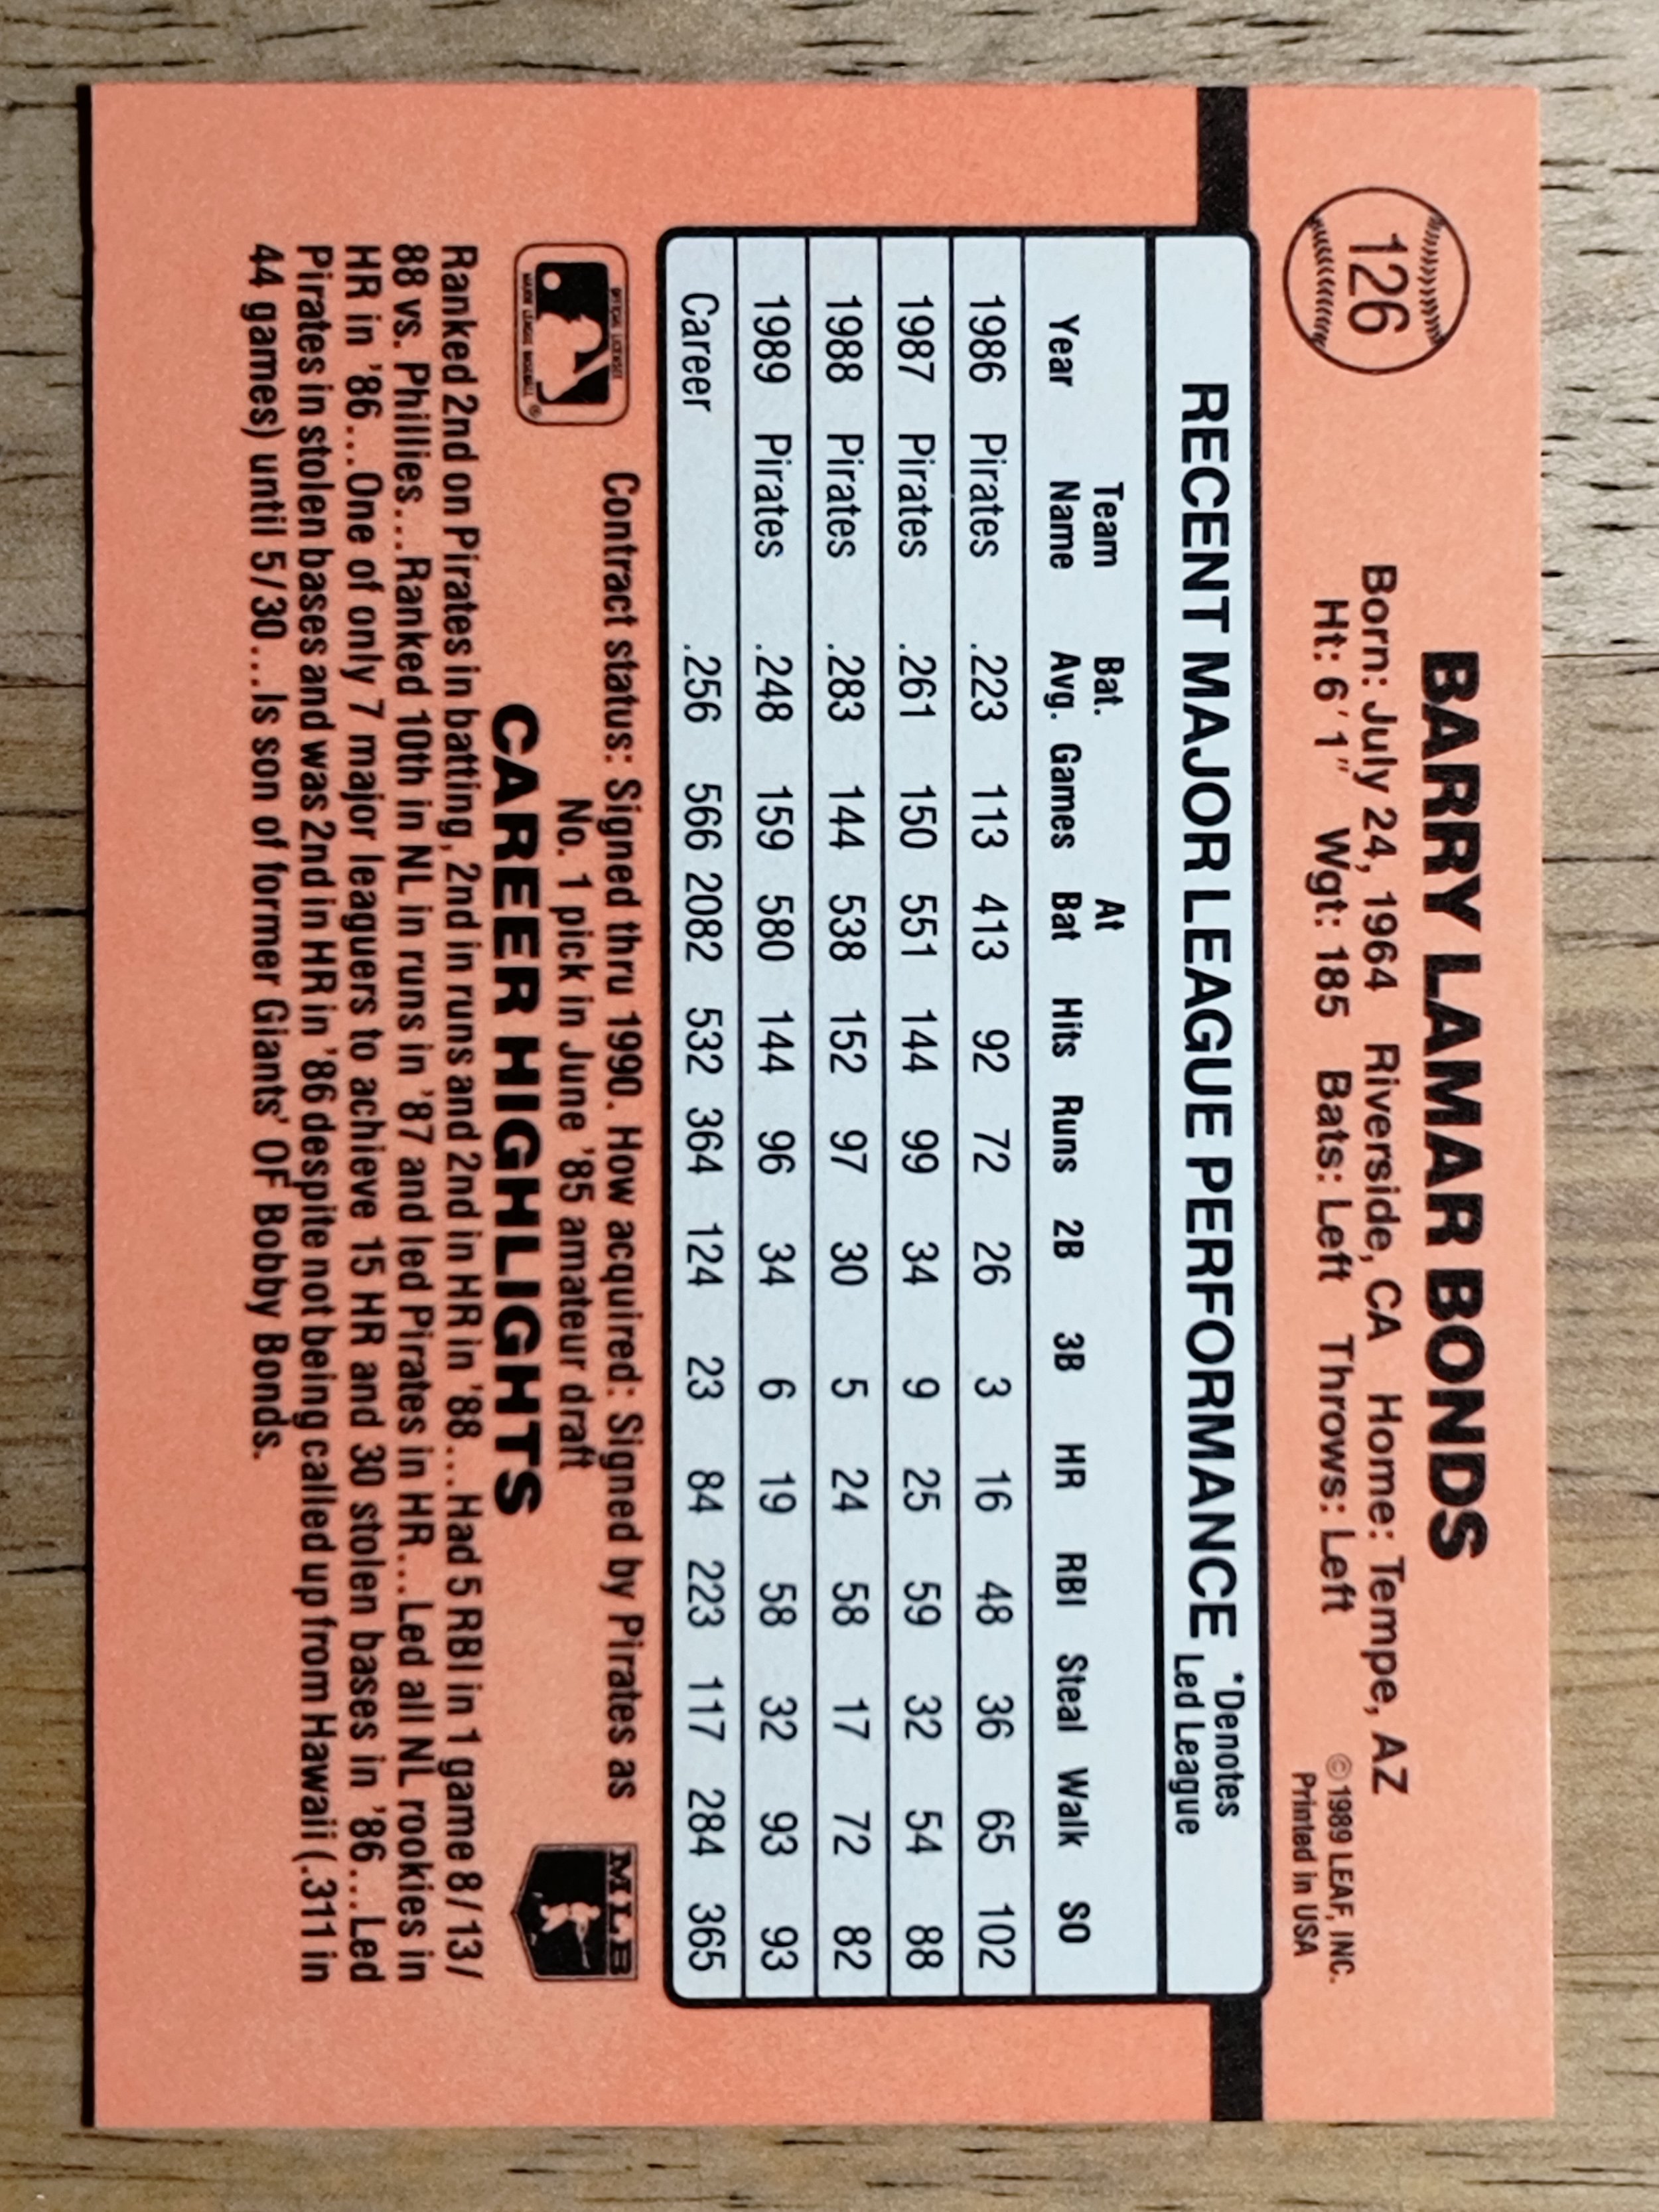 126
BARRY LAMAR BONDS
Born: July 24, 1964 Riverside, CA Home: Tempe, AZ
Ht: 6′1″ Wgt: 185 Bats: Left Throws: Left
© 1989 LEAF, INC.
Printed in USA
RECENT MAJOR LEAGUE PERFORMANCE *Denotes Led League
Year Team Name Bat. Avg. Games At Bat Hits Runs 2B 3B HR RBI Steal Walk SO
1986 Pirates .223 113 413 92 72 26 3 16 48 36 65 102
1987 Pirates .261 150 551 144 99 34 9 25 59 32 54 88
1988 Pirates .283 144 538 152 97 30 5 24 58 17 72 82
1989 Pirates .248 159 580 144 96 34 6 19 58 32 93 93
Career .256 566 2082 532 364 124 23 84 223 117 284 365
OFFICIAL LICENSEE
MAJOR LEAGUE BASEBALL ®
Contract status: Signed thru 1990. How acquired: Signed by Pirates as
No. 1 pick in June '85 amateur draft
MLB
CAREER HIGHLIGHTS
Ranked 2nd on Pirates in batting, 2nd in runs and 2nd in HR in '88...Had 5 RBI in 1 game 8/13/
88 vs. Phillies...Ranked 10th in NL in runs in '87 and led Pirates in HR...Led all NL rookies in
HR in '86...One of only 7 major leaguers to achieve 15 HR and 30 stolen bases in '86...Led
Pirates in stolen bases and was 2nd in HR in '86 despite not being called up from Hawaii (.311 in
44 games) until 5/30...Is son of former Giants' OF Bobby Bonds.